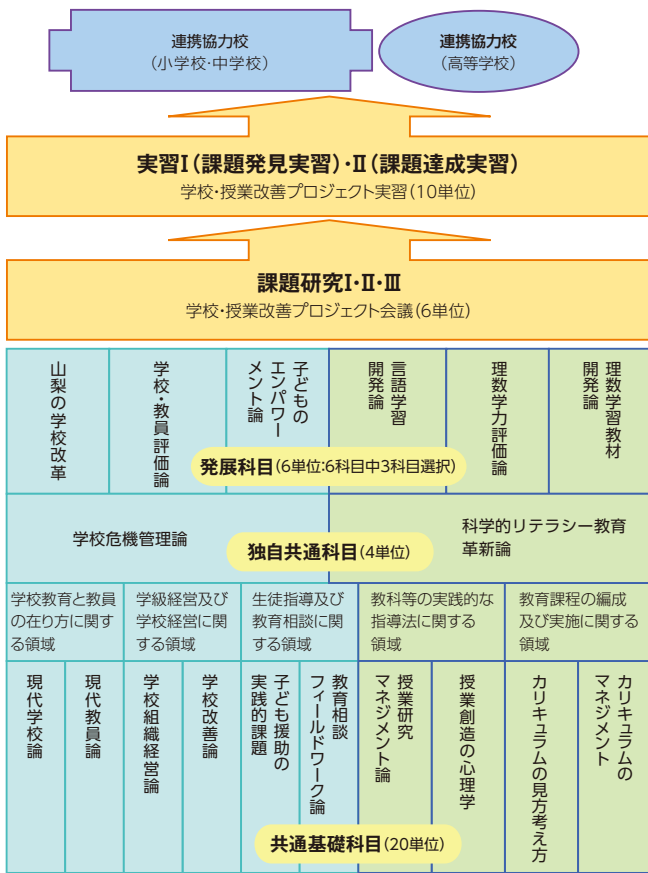 連携協力校
(小学校・中学校)
連携協力校
(高等学校)
実習Ⅰ(課題発見実習)・Ⅱ(課題達成実習)
学校・授業改善プロジェクト実習(10単位)
課題研究Ⅰ・Ⅱ・Ⅲ
学校・授業改善プロジェクト会議(6単位)
山梨の学校改革
学校・教員評価論
子どもの
エンパワー
メント論
言語学習
開発論
理数学力評価論
理数学習教材
開発論
発展科目(6単位:6科目中3科目選択)
学校危機管理論
科学的リテラシー教育
革新論
独自共通科目(4単位)
学校教育と教員
の在り方に関す
る領域
学級経営及び
学校経営に関
する領域
生徒指導及び
教育相談に関
する領域
教科等の実践的な
指導法に関する
領域
教育課程の編成
及び実施に関する
領域
現代学校論
現代教員論
学校組織経営論
学校改善論
子ども援助の
実践的課題
教育相談
フィールドワーク論
授業研究
マネジメント論
授業創造の心理学
カリキュラムの見方考え方
カリキュラムの
マネジメント
共通基礎科目(20単位)